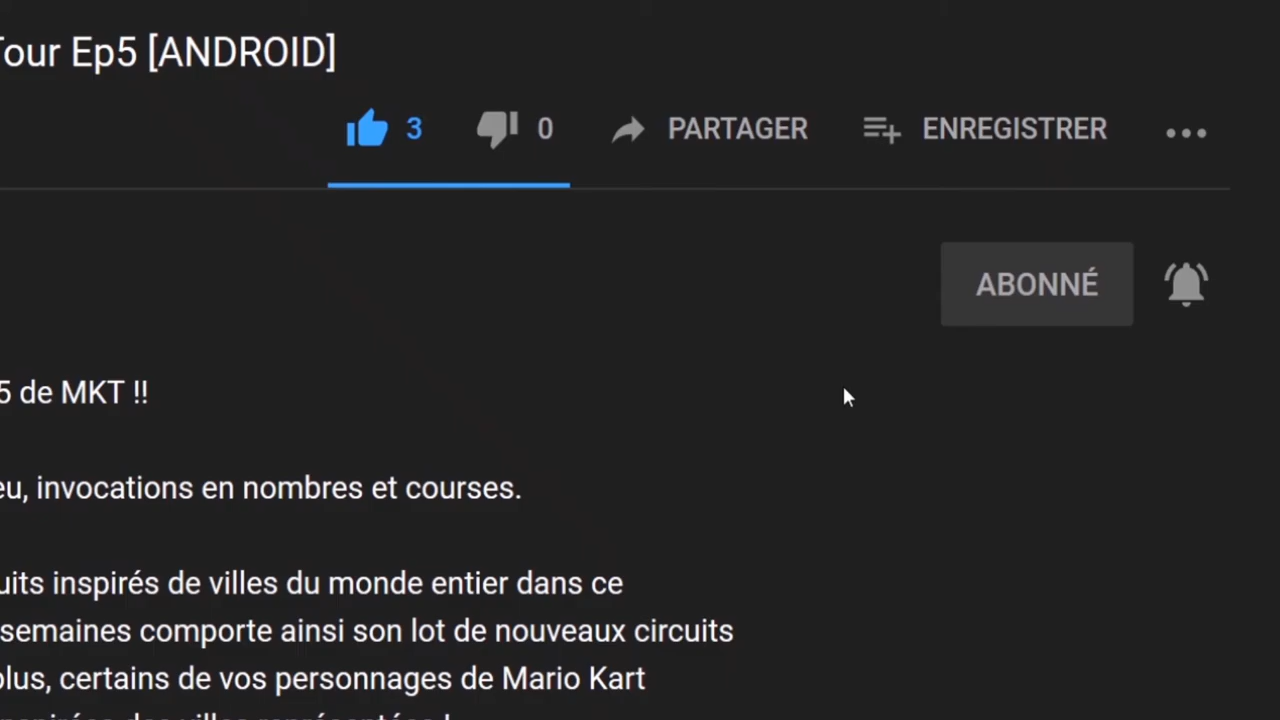 Tour Ep5 [ANDROID]
3 0 PARTAGER ENREGISTRER
ABONNÉ
5 de MKT !!
eu, invocations en nombres et courses.
uits inspirés de villes du monde entier dans ce
semaines comporte ainsi son lot de nouveaux circuits
plus, certains de vos personnages de Mario Kart